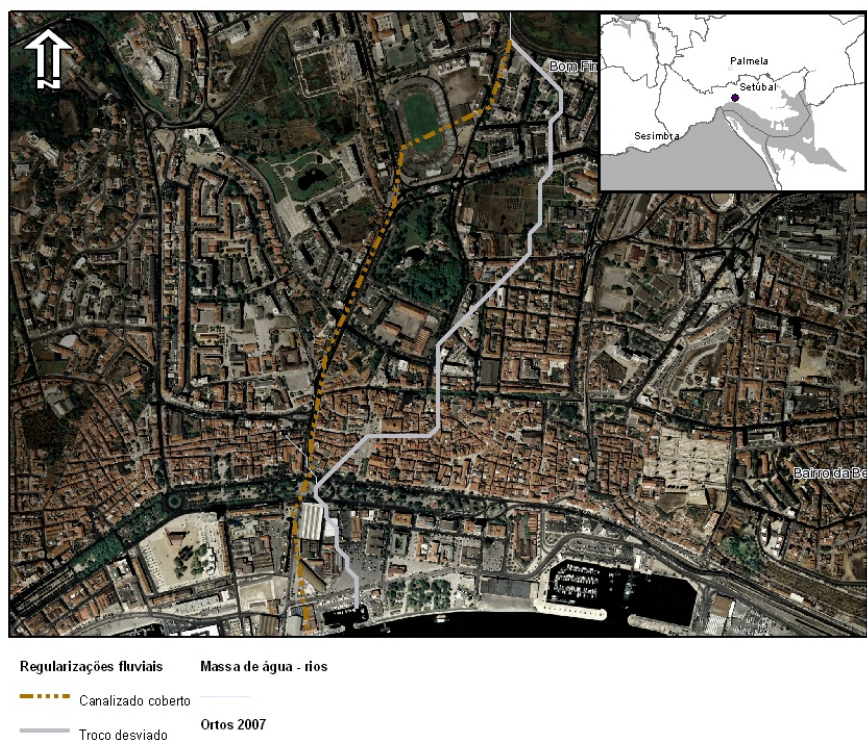 N
Bom Fim
Palmela
Setúbal
Sesimbra
Bairro da Be
Regularizações fluviais
Massa de água - rios
Canalizado coberto
Ortos 2007
Troço desviado